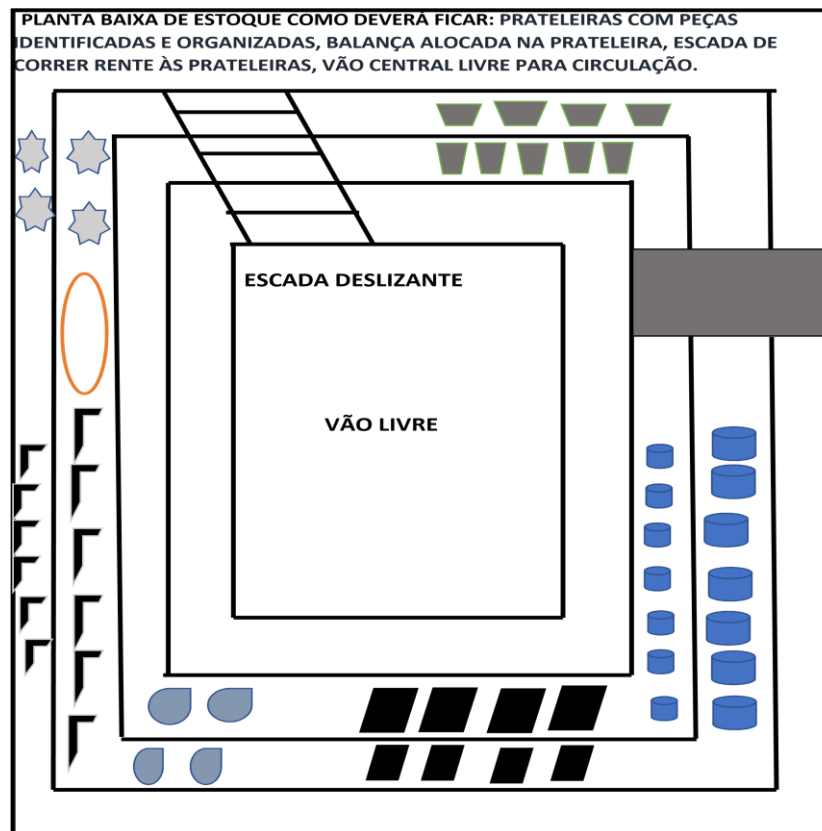 PLANTA BAIXA DE ESTOQUE COMO DEVERÁ FICAR: PRATELEIRAS COM PEÇAS
IDENTIFICADAS E ORGANIZADAS, BALANÇA ALOCADA NA PRATELEIRA, ESCADA DE
CORRER RENTE ÀS PRATELEIRAS, VÃO CENTRAL LIVRE PARA CIRCULAÇÃO.
ESCADA DESLIZANTE
VÃO LIVRE